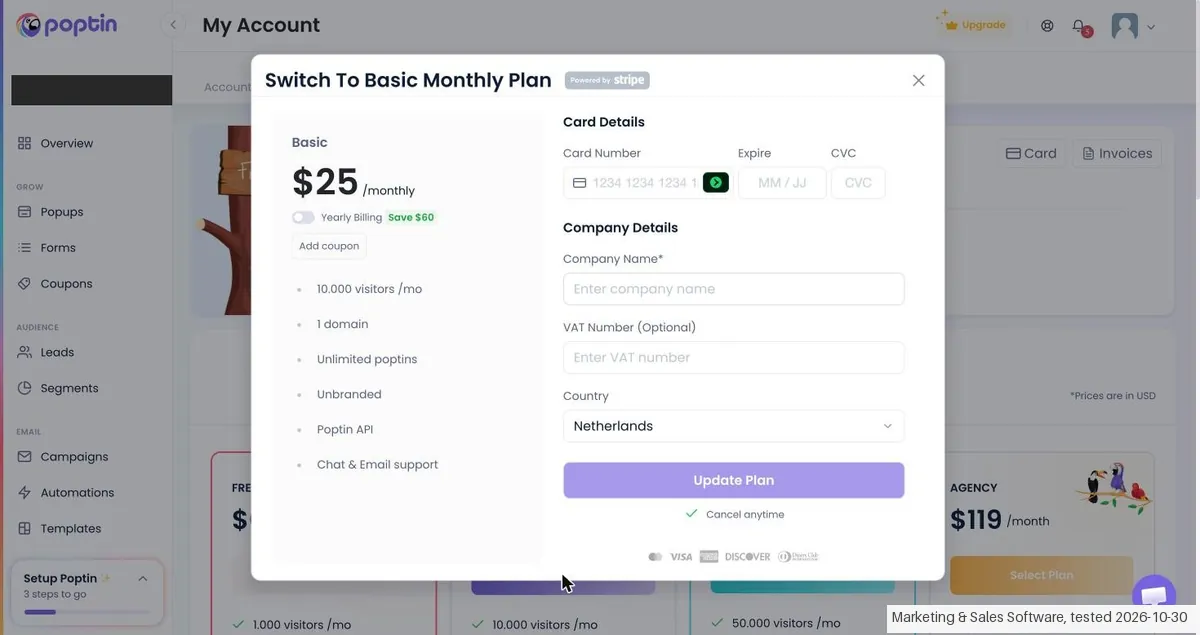 poptin
My Account
Upgrade
5
Account
Overview
GROW
Popups
Forms
Coupons
AUDIENCE
Leads
Segments
EMAIL
Campaigns
Automations
Templates
Setup Poptin
3 steps to go
Switch To Basic Monthly Plan
Powered by stripe
Basic
$25 /monthly
Yearly Billing Save $60
Add coupon
10.000 visitors /mo
1 domain
Unlimited poptins
Unbranded
Poptin API
Chat & Email support
Card Details
Card Number Expire CVC
1234 1234 1234 1 MM / JJ CVC
Company Details
Company Name*
Enter company name
VAT Number (Optional)
Enter VAT number
Country
Netherlands
Update Plan
Cancel anytime
VISA DISCOVER Diners Club
Card Invoices
*Prices are in USD
FRE
$
1.000 visitors /mo
10.000 visitors /mo
50.000 visitors /mo
AGENCY
$119 /month
Select Plan
Marketing & Sales Software, tested 2026-10-30